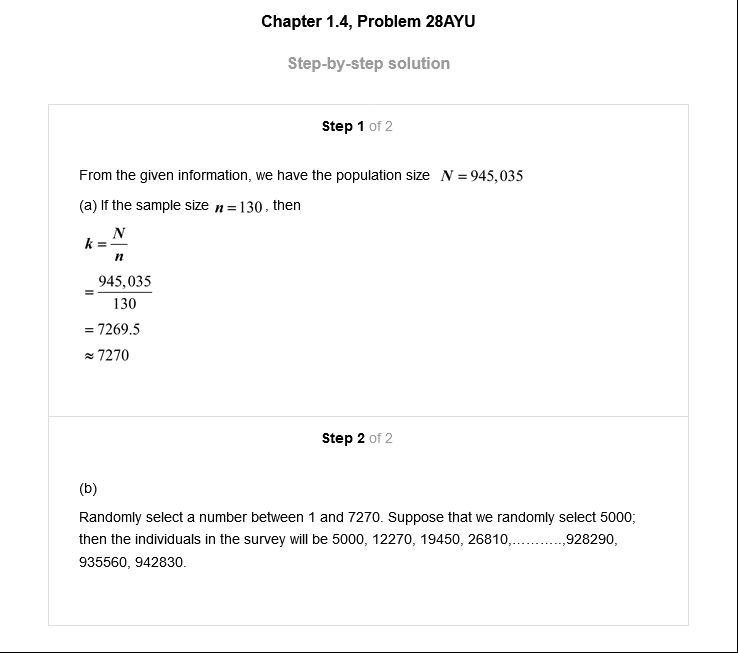 Chapter 1.4, Problem 28AYU
Step-by-step solution
Step 1 of 2
From the given information, we have the population size N = 945,035
(a) If the sample size n = 130, then
k = N/n
= 945,035/130
= 7269.5
≈ 7270
Step 2 of 2
(b)
Randomly select a number between 1 and 7270. Suppose that we randomly select 5000;
then the individuals in the survey will be 5000, 12270, 19450, 26810,...........,928290,
935560, 942830.